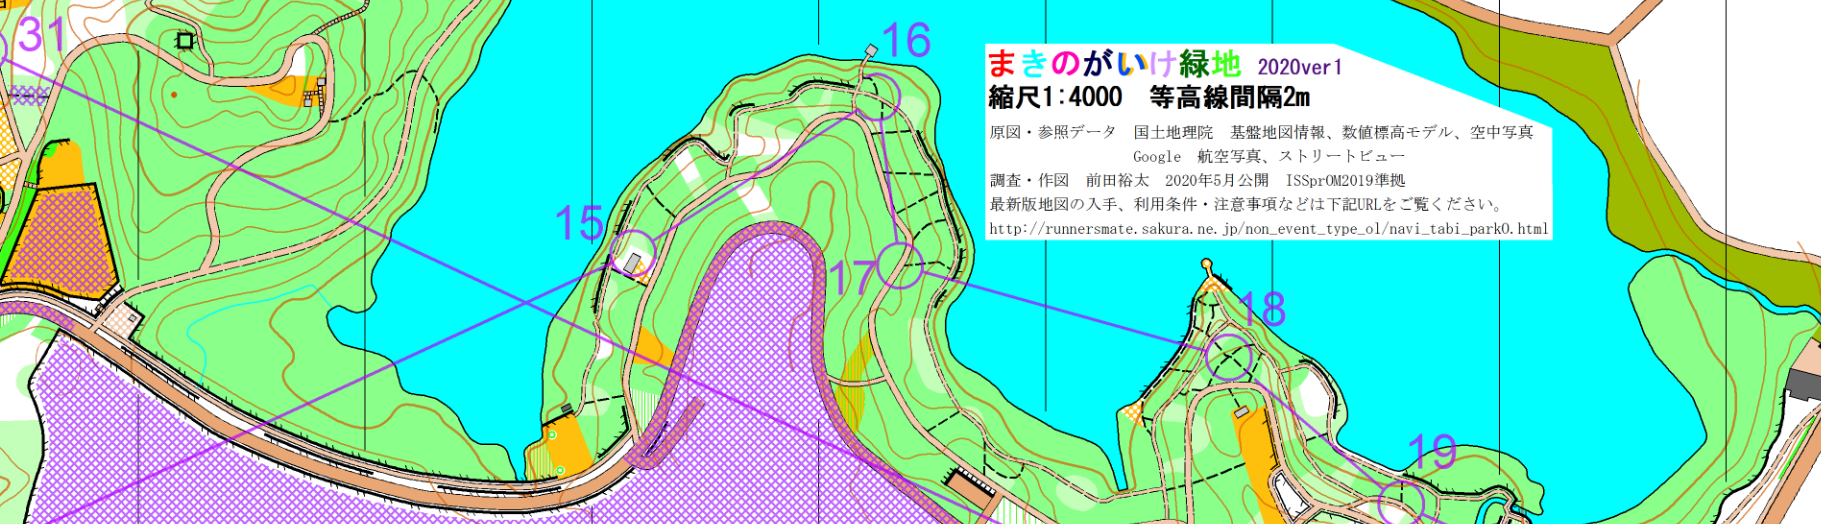 31
16
まきのがいけ緑地 2020ver1
縮尺1:4000 等高線間隔2m
原図・参照データ 国土地理院 基盤地図情報、数値標高モデル、空中写真
Google 航空写真、ストリートビュー
調査・作図 前田裕太 2020年5月公開 ISSprOM2019準拠
最新版地図の入手、利用条件・注意事項などは下記URLをご覧ください。
http://runnersmate.sakura.ne.jp/non_event_type_ol/navi_tabi_parkO.html
15
17
18
19